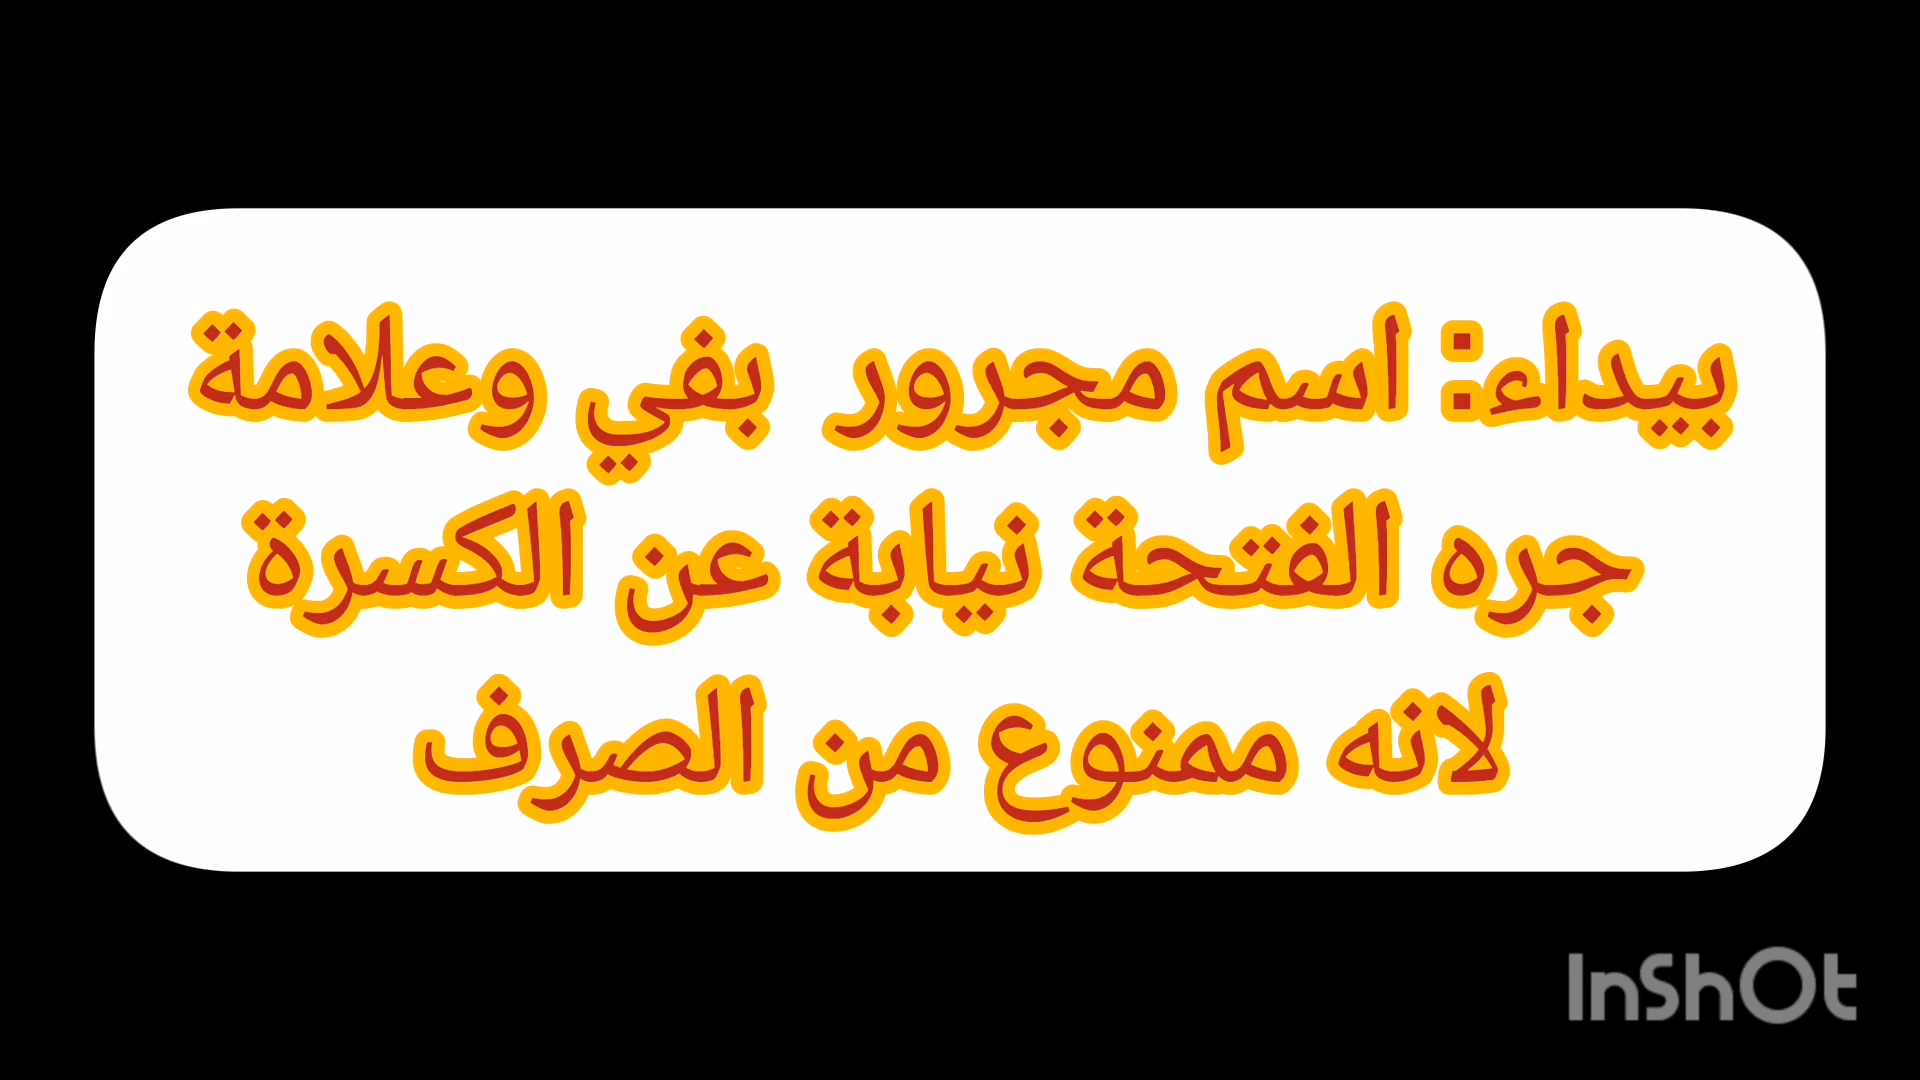 بيداء: اسم مجرور بفي وعلامة
جره الفتحة نيابة عن الكسرة
لانه ممنوع من الصرف
InShOt